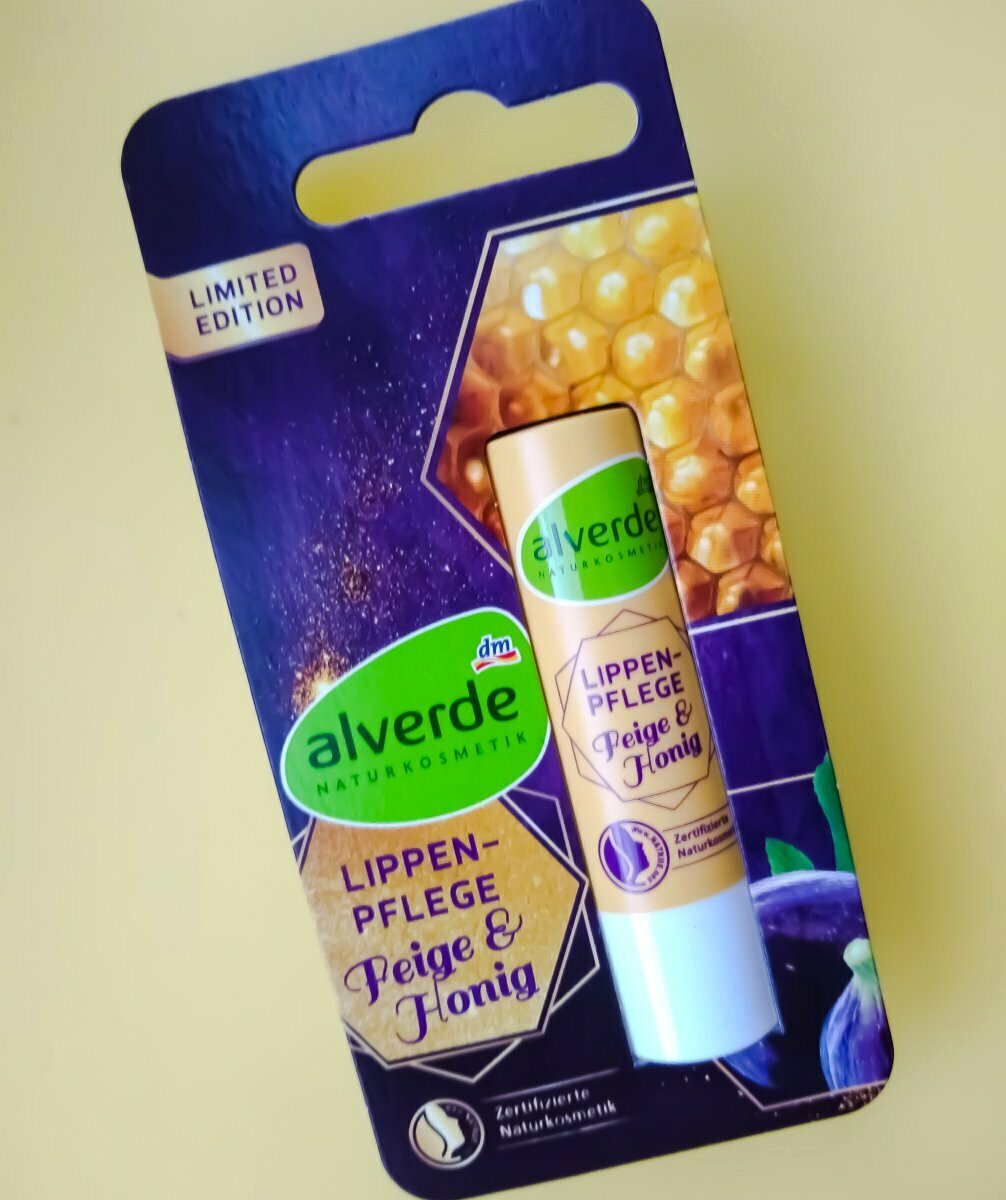 LIMITED
EDITION
dm
alverde
NATURKOSMETIK
LIPPEN-
PFLEGE
Feige &
Honig
Zertifizierte
Naturkosmetik
dm
alverde
NATURKOSMETIK
LIPPEN-
PFLEGE
Feige &
Honig
Zertifizierte
Naturkosmetik